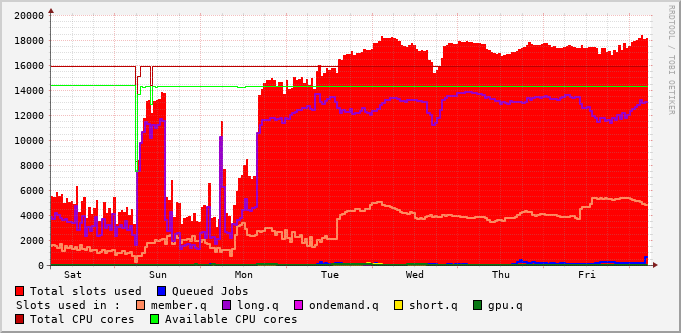 20000
18000
16000
14000
12000
10000
8000
6000
4000
2000
0
Sat Sun Mon Tue Wed Thu Fri
RRDTOOL / TOBI OETIKER
Total slots used Queued Jobs
Slots used in : member.q long.q ondemand.q short.q gpu.q
Total CPU cores Available CPU cores